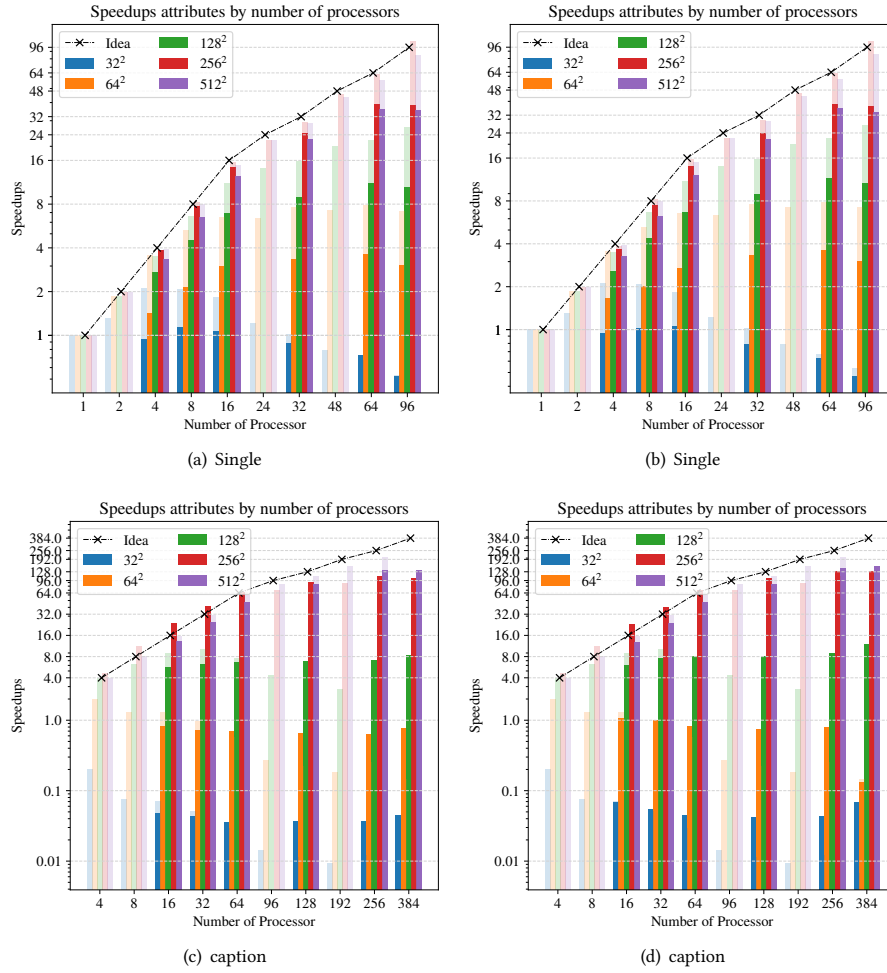 Speedups attributes by number of processors
Idea
32²
64²
128²
256²
512²
96
64
48
32
24
16
8
4
2
1
Speedups
1 2 4 8 16 24 32 48 64 96
Number of Processor
(a) Single
Speedups attributes by number of processors
Idea
32²
64²
128²
256²
512²
96
64
48
32
24
16
8
4
2
1
Speedups
1 2 4 8 16 24 32 48 64 96
Number of Processor
(b) Single
Speedups attributes by number of processors
Idea
32²
64²
128²
256²
512²
384.0
256.0
192.0
128.0
96.0
64.0
32.0
16.0
8.0
4.0
1.0
0.1
0.01
Speedups
4 8 16 32 64 96 128 192 256 384
Number of Processor
(c) caption
Speedups attributes by number of processors
Idea
32²
64²
128²
256²
512²
384.0
256.0
192.0
128.0
96.0
64.0
32.0
16.0
8.0
4.0
1.0
0.1
0.01
Speedups
4 8 16 32 64 96 128 192 256 384
Number of Processor
(d) caption